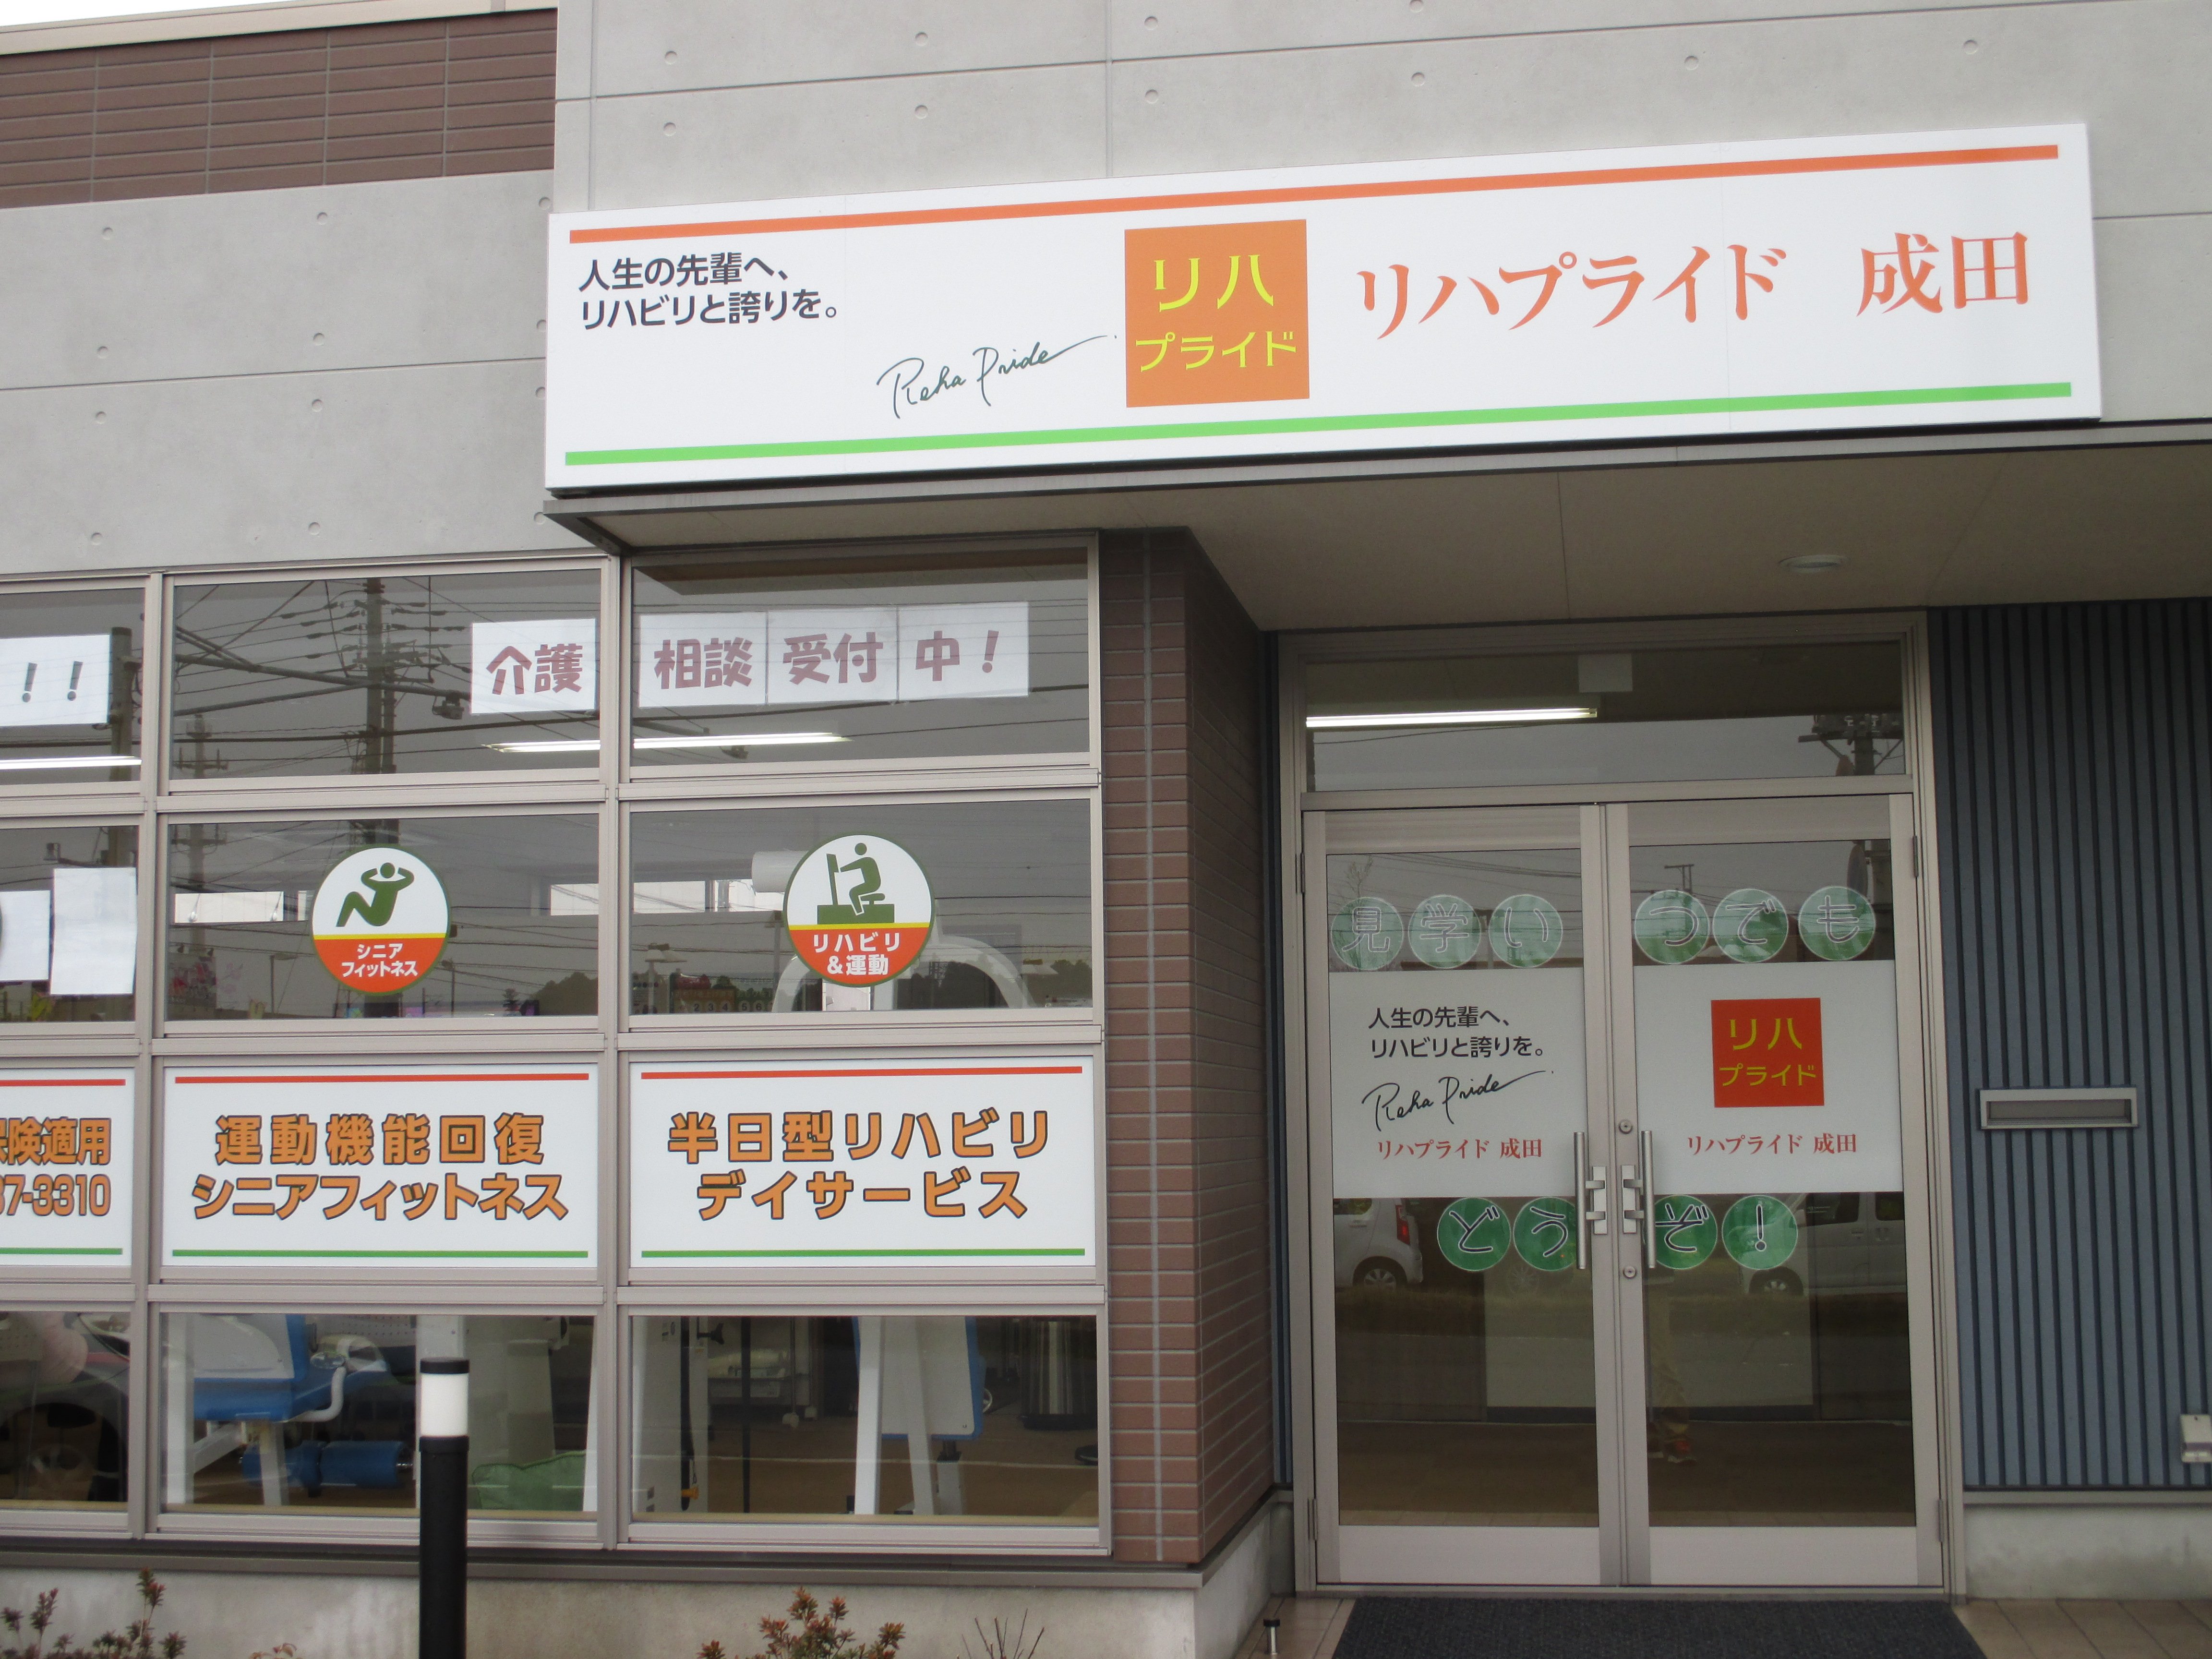 人生の先輩へ、
リハビリと誇りを。
Reha Pride
リハ
プライド
リハプライド 成田
!!
介護 相談 受付 中!
シニア
フィットネス
リハビリ
&運動
険適用
37-3310
運動機能回復
シニアフィットネス
半日型リハビリ
デイサービス
見学いつでも
人生の先輩へ、
リハビリと誇りを。
Reha Pride
リハプライド 成田
リハ
プライド
リハプライド 成田
どうぞ!